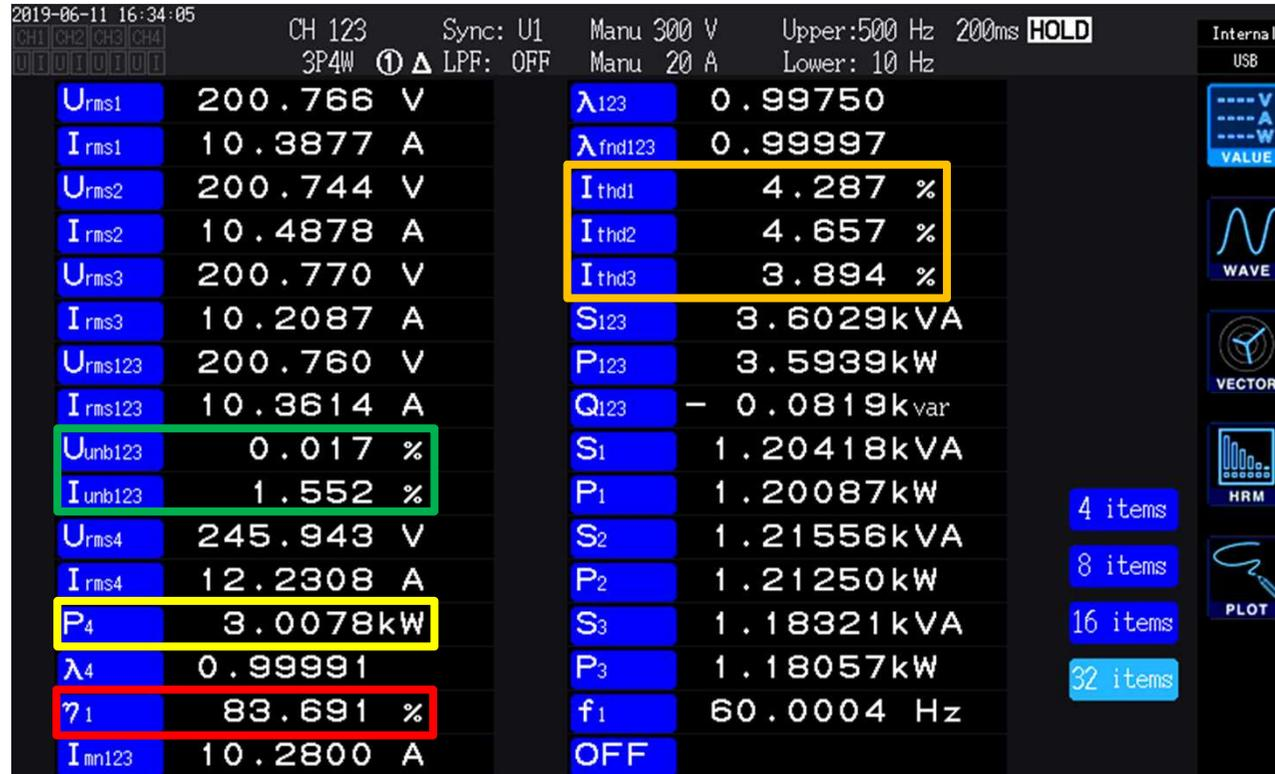 2019-06-11 16:34:05
CH1 CH2 CH3 CH4
U I U I U I U I
CH 123 Sync: U1 Manu 300 V Upper:500 Hz 200ms HOLD
3P4W ① Δ LPF: OFF Manu 20 A Lower: 10 Hz
Internal
USB
Urms1 200.766 V
Irms1 10.3877 A
Urms2 200.744 V
Irms2 10.4878 A
Urms3 200.770 V
Irms3 10.2087 A
Urms123 200.760 V
Irms123 10.3614 A
Uunb123 0.017 %
Iunb123 1.552 %
Urms4 245.943 V
Irms4 12.2308 A
P4 3.0078kW
λ4 0.99991
η1 83.691 %
Imn123 10.2800 A
λ123 0.99750
λfnd123 0.99997
Ithd1 4.287 %
Ithd2 4.657 %
Ithd3 3.894 %
S123 3.6029kVA
P123 3.5939kW
Q123 - 0.0819kvar
S1 1.20418kVA
P1 1.20087kW
S2 1.21556kVA
P2 1.21250kW
S3 1.18321kVA
P3 1.18057kW
f1 60.0004 Hz
OFF
4 items
8 items
16 items
32 items
----V
----A
----W
VALUE
WAVE
VECTOR
HRM
PLOT